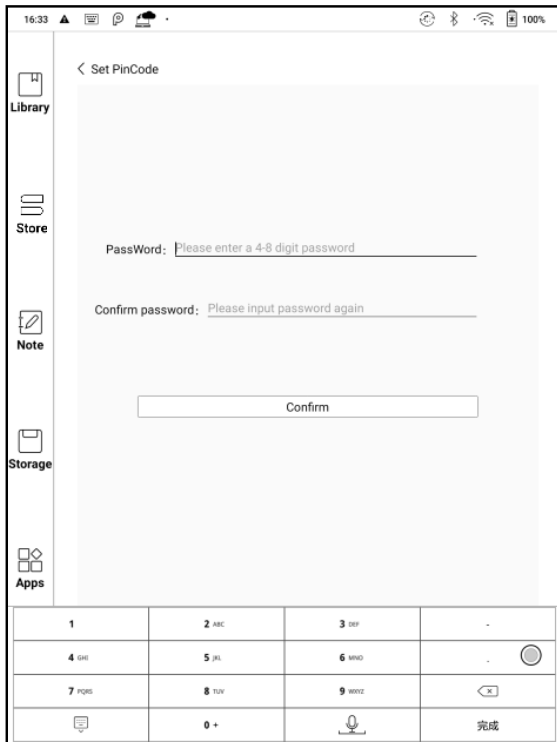 16:33 100%
Set PinCode
Library
Store
Note
Storage
Apps
PassWord: Please enter a 4-8 digit password
Confirm password: Please input password again
Confirm
1 2 ABC 3 DEF -
4 GHI 5 JKL 6 MNO .
7 PQRS 8 TUV 9 WXYZ
0 + 完成